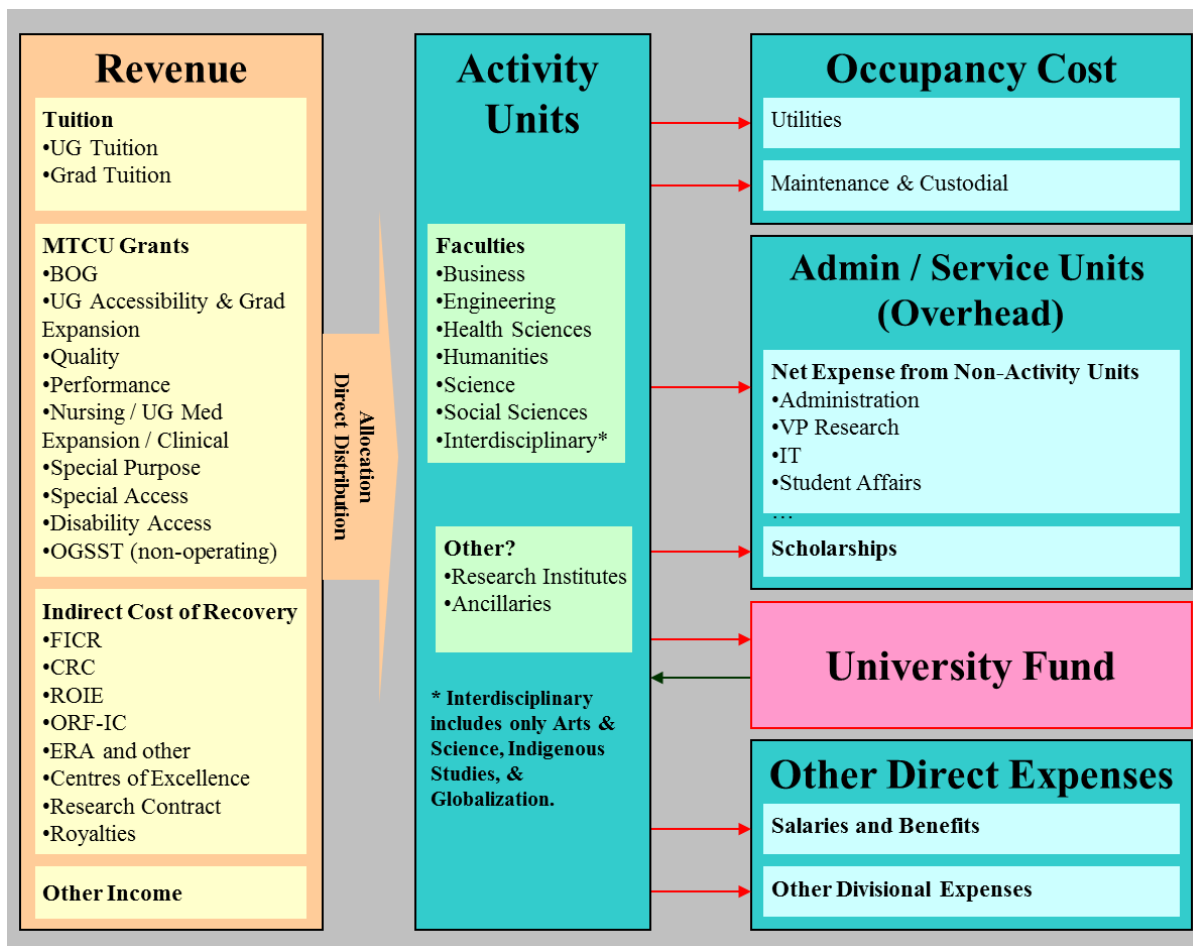 Revenue
Tuition
•UG Tuition
•Grad Tuition
MTCU Grants
•BOG
•UG Accessibility & Grad
Expansion
•Quality
•Performance
•Nursing / UG Med
Expansion / Clinical
•Special Purpose
•Special Access
•Disability Access
•OGSST (non-operating)
Indirect Cost of Recovery
•FICR
•CRC
•ROIE
•ORF-IC
•ERA and other
•Centres of Excellence
•Research Contract
•Royalties
Other Income
Allocation
Direct Distribution
Activity
Units
Faculties
•Business
•Engineering
•Health Sciences
•Humanities
•Science
•Social Sciences
•Interdisciplinary*
Other?
•Research Institutes
•Ancillaries
* Interdisciplinary
includes only Arts &
Science, Indigenous
Studies, &
Globalization.
Occupancy Cost
Utilities
Maintenance & Custodial
Admin / Service Units
(Overhead)
Net Expense from Non-Activity Units
•Administration
•VP Research
•IT
•Student Affairs
…
Scholarships
University Fund
Other Direct Expenses
Salaries and Benefits
Other Divisional Expenses